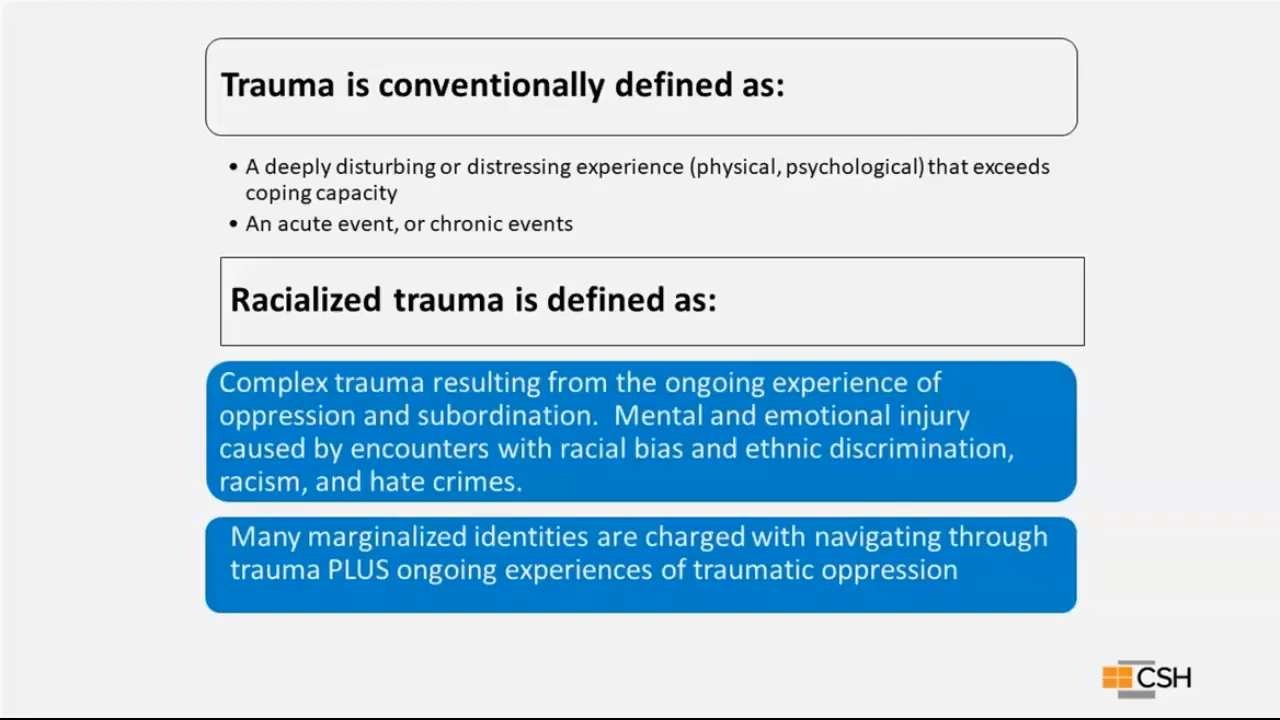 Trauma is conventionally defined as:
• A deeply disturbing or distressing experience (physical, psychological) that exceeds
coping capacity
• An acute event, or chronic events
Racialized trauma is defined as:
Complex trauma resulting from the ongoing experience of
oppression and subordination.  Mental and emotional injury
caused by encounters with racial bias and ethnic discrimination,
racism, and hate crimes.
Many marginalized identities are charged with navigating through
trauma PLUS ongoing experiences of traumatic oppression
CSH